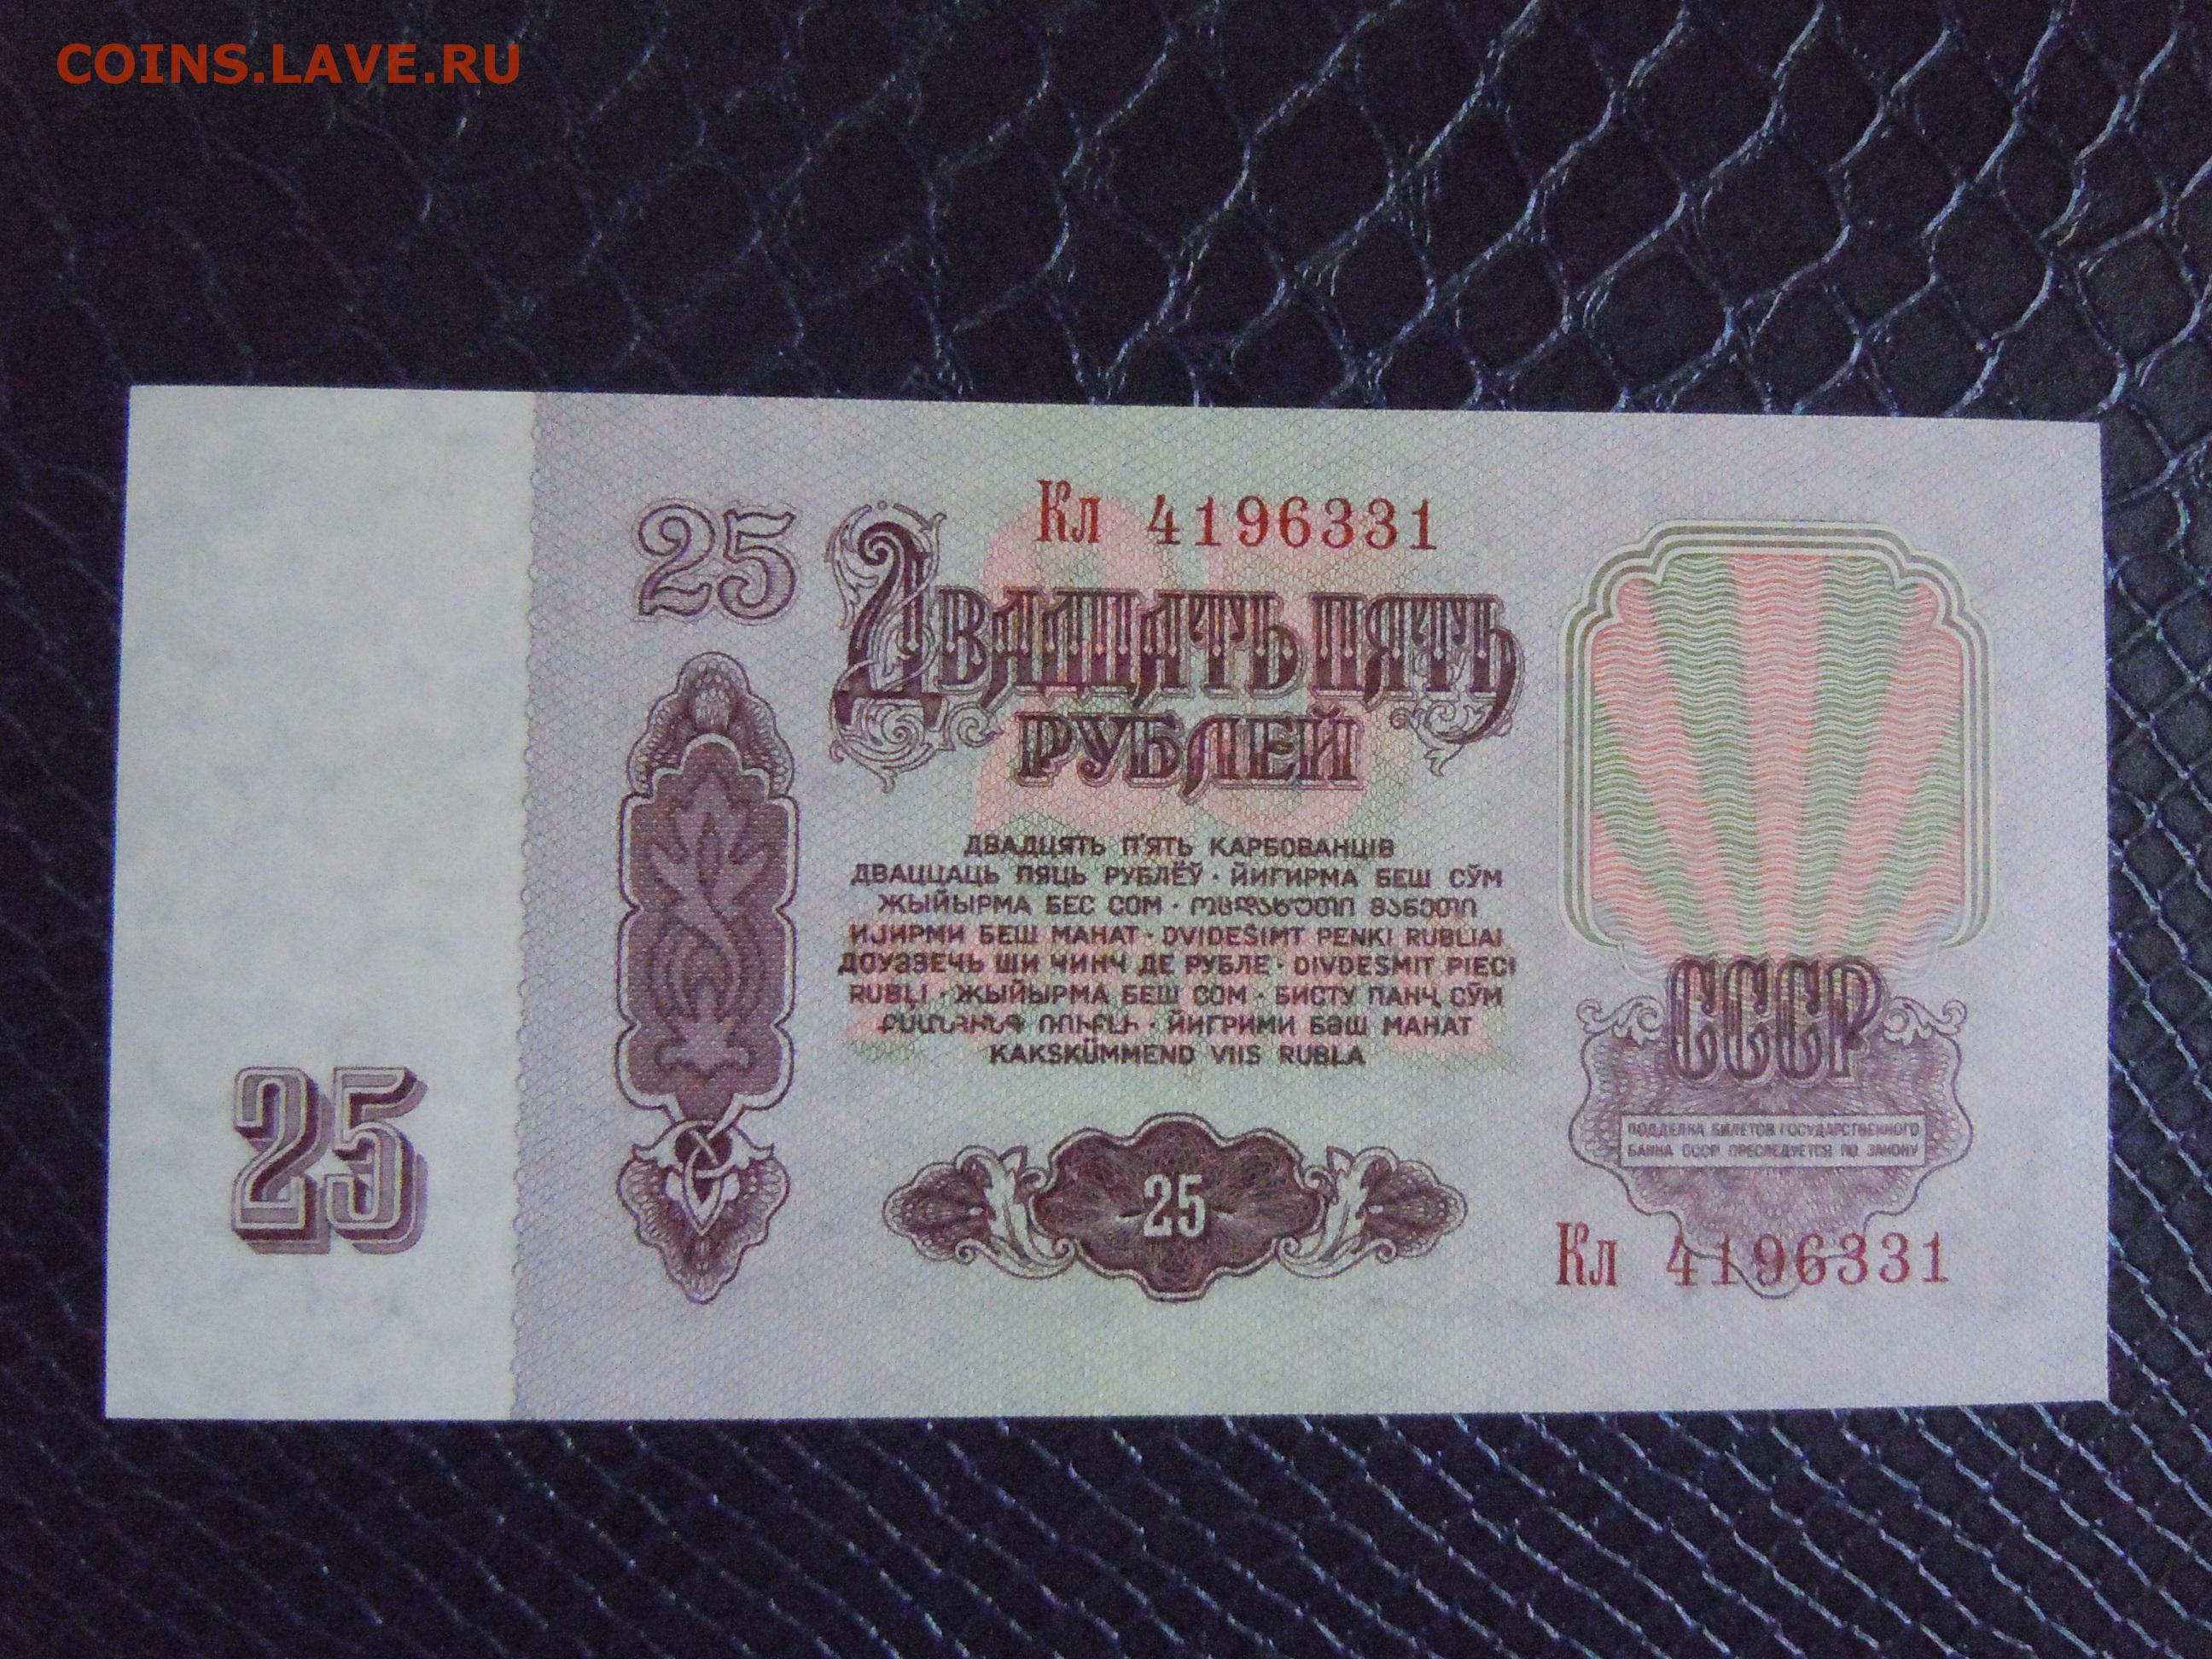 COINS.LAVE.RU
Кл 4196331
25
ДВАДЦАТЬ ПЯТЬ
РУБЛЕЙ
ДВАДЦЯТЬ П'ЯТЬ КАРБОВАНЦІВ
ДВАЦЦАЦЬ ПЯЦЬ РУБЛЁЎ · ЙИГИРМА БЕШ СЎМ
ЖЫЙЫРМА БЕС СОМ · ოცდახუთი მანეთი
ИЈИРМИ БЕШ МАНАТ · DVIDEŠIMT PENKI RUBLIAI
ДОУЭЗЕЧЬ ШИ ЧИНЧ ДЕ РУБЛЕ · DIVDESMIT PIECI
RUBĻI · ЖЫЙЫРМА БЕШ СОМ · БИСТУ ПАНҶ СӮМ
ՔՍԱՆՀԻՆԳ ՌՈՒԲԼԻ · ЙИГРИМИ БӘШ МАНАТ
KAKSKÜMMEND VIIS RUBLA
СССР
ПОДДЕЛКА БИЛЕТОВ ГОСУДАРСТВЕННОГО
БАНКА СССР ПРЕСЛЕДУЕТСЯ ПО ЗАКОНУ
25
25
Кл 4196331